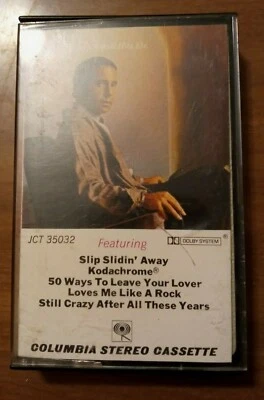 JCT 35032
Featuring
DOLBY SYSTEM
®
Slip Slidin' Away
Kodachrome®
50 Ways To Leave Your Lover
Loves Me Like A Rock
Still Crazy After All These Years
COLUMBIA STEREO CASSETTE